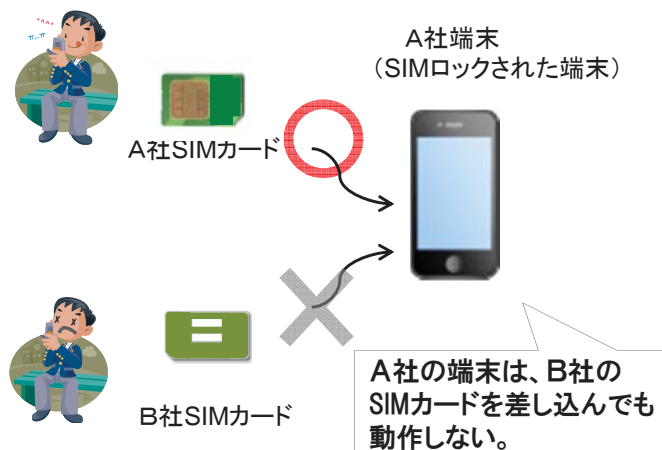 A社端末
（SIMロックされた端末）
A社SIMカード
B社SIMカード
A社の端末は、B社の
SIMカードを差し込んでも
動作しない。